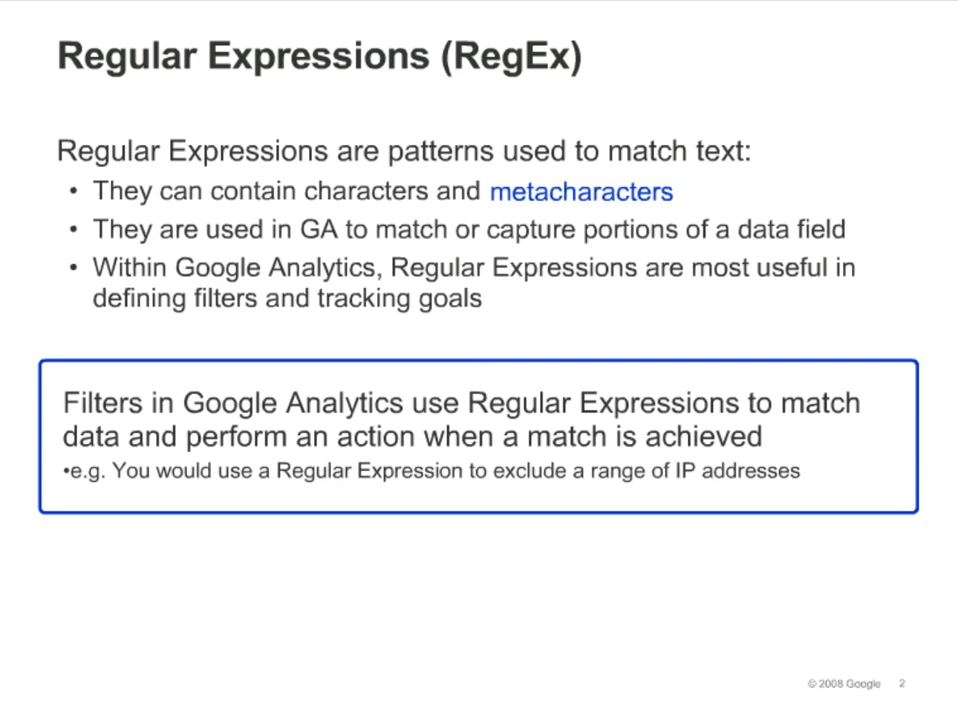 Regular Expressions (RegEx)
Regular Expressions are patterns used to match text:
• They can contain characters and metacharacters
• They are used in GA to match or capture portions of a data field
• Within Google Analytics, Regular Expressions are most useful in
defining filters and tracking goals
Filters in Google Analytics use Regular Expressions to match
data and perform an action when a match is achieved
•e.g. You would use a Regular Expression to exclude a range of IP addresses
© 2008 Google 2